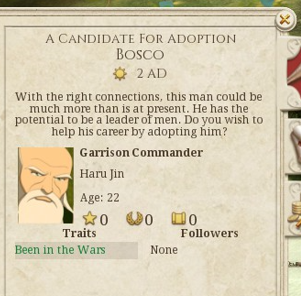 A Candidate For Adoption
Bosco
2 AD
With the right connections, this man could be
much more than is at present. He has the
potential to be a leader of men. Do you wish to
help his career by adopting him?
Garrison Commander
Haru Jin
Age: 22
0 0 0
Traits Followers
Been in the Wars None